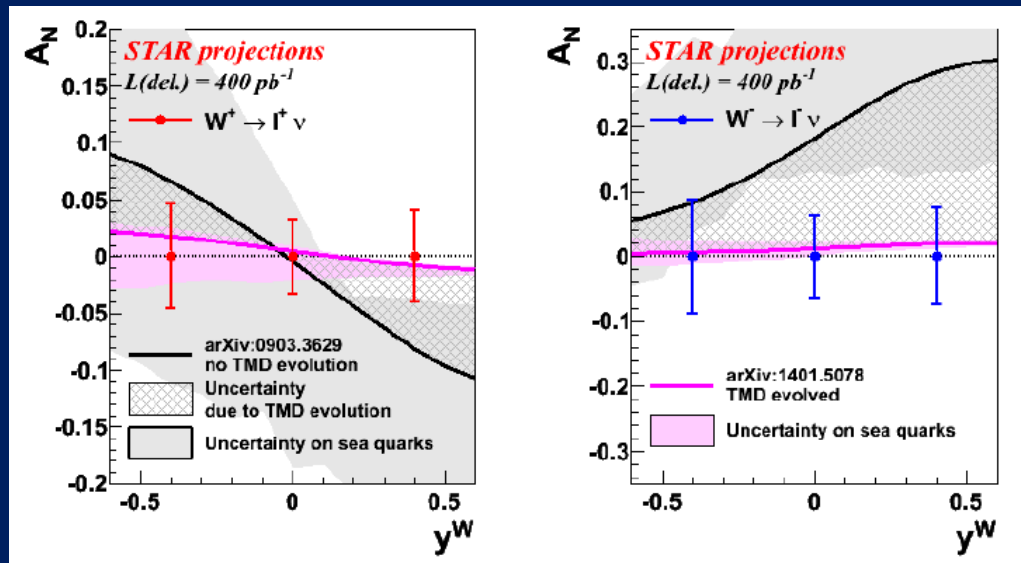 A_N
0.2
0.15
0.1
0.05
0
-0.05
-0.1
-0.15
-0.2
STAR projections
L(del.) = 400 pb⁻¹
W⁺ → l⁺ ν
arXiv:0903.3629
no TMD evolution
Uncertainty
due to TMD evolution
Uncertainty on sea quarks
-0.5 0 0.5
y^W
A_N
0.3
0.2
0.1
0
-0.1
-0.2
-0.3
STAR projections
L(del.) = 400 pb⁻¹
W⁻ → l⁻ ν
arXiv:1401.5078
TMD evolved
Uncertainty on sea quarks
-0.5 0 0.5
y^W